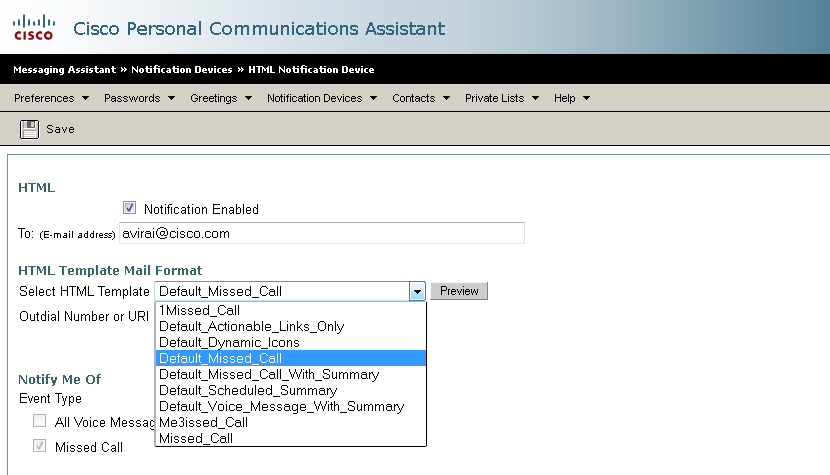 CISCO Cisco Personal Communications Assistant
Messaging Assistant » Notification Devices » HTML Notification Device
Preferences Passwords Greetings Notification Devices Contacts Private Lists Help
Save
HTML
Notification Enabled
To: (E-mail address) avirai@cisco.com
HTML Template Mail Format
Select HTML Template Default_Missed_Call Preview
Outdial Number or URI 1Missed_Call
Default_Actionable_Links_Only
Default_Dynamic_Icons
Default_Missed_Call
Default_Missed_Call_With_Summary
Default_Scheduled_Summary
Default_Voice_Message_With_Summary
Me3issed_Call
Missed_Call
Notify Me Of
Event Type
All Voice Messag
Missed Call